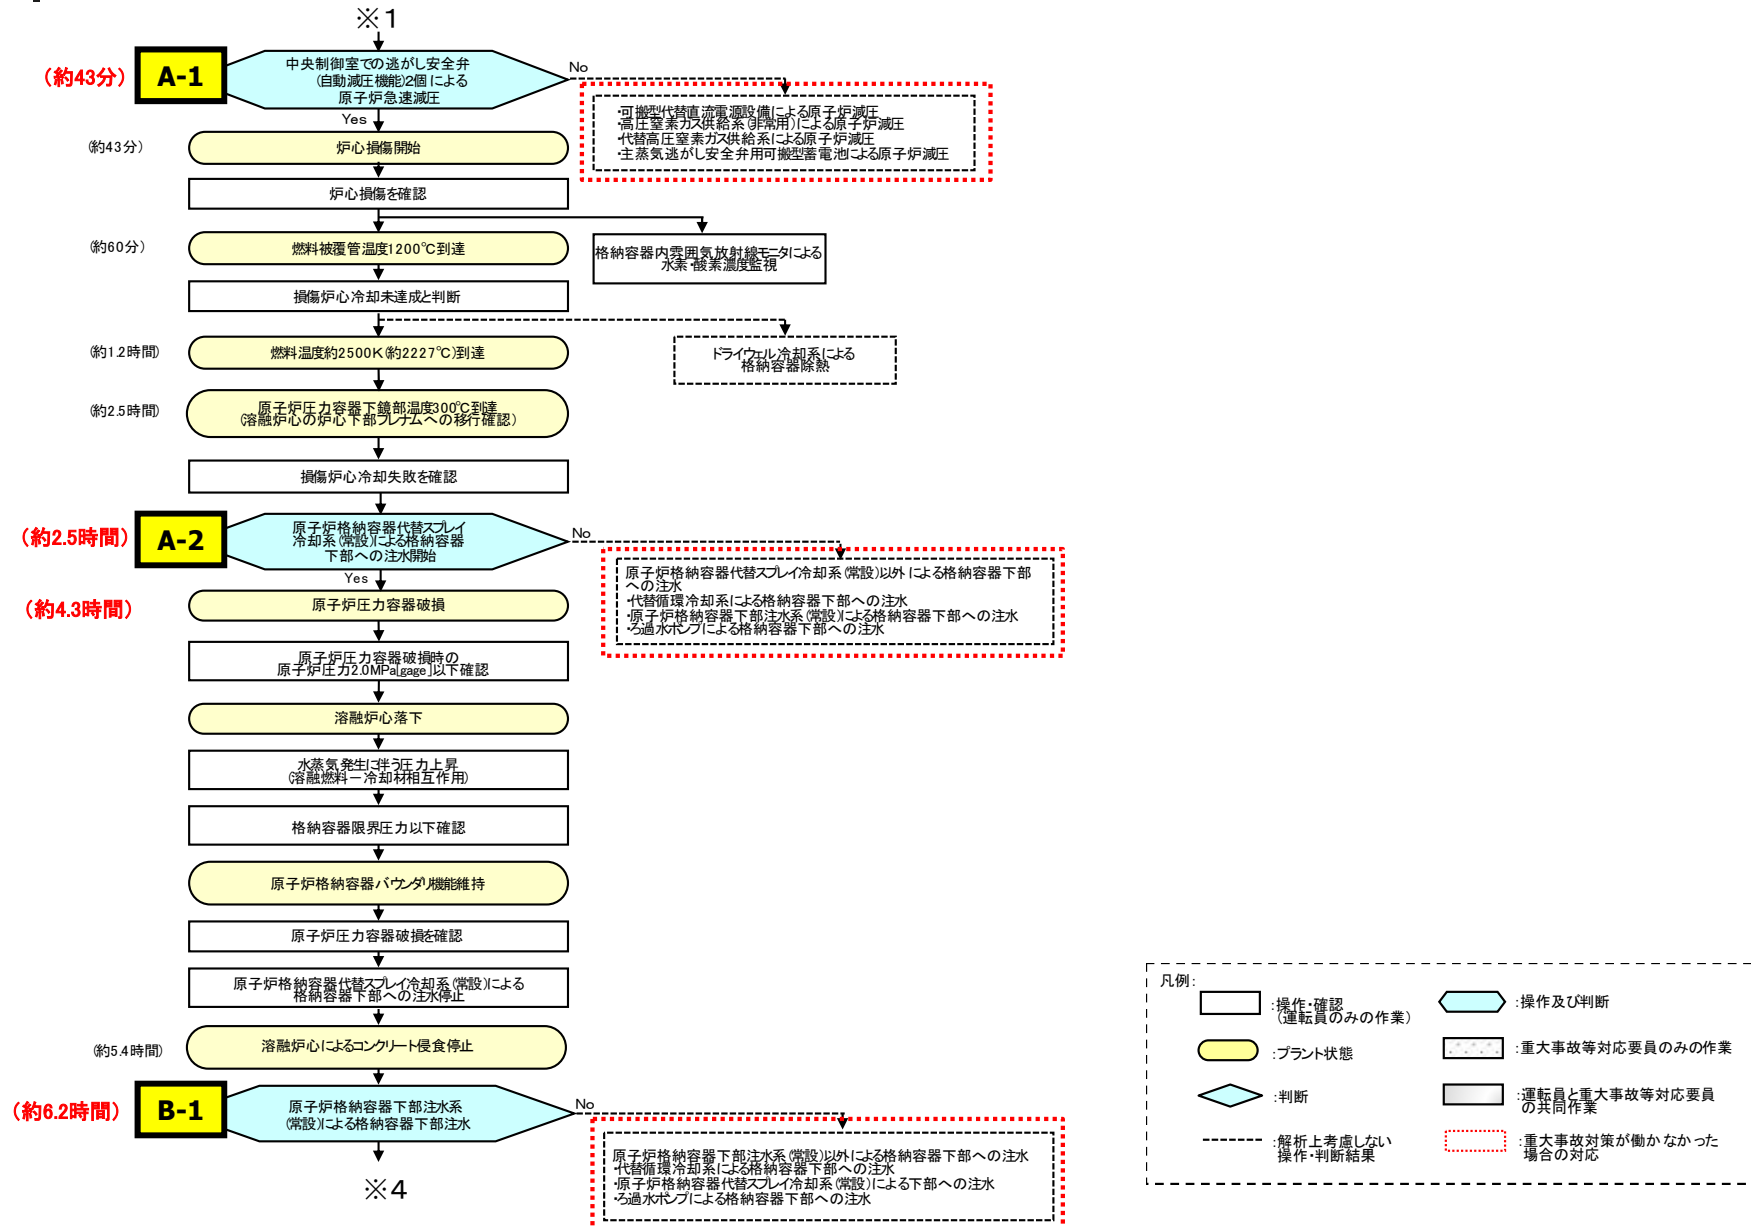 ※1
(約43分)
A-1
中央制御室での逃がし安全弁
(自動減圧機能)2個による
原子炉急速減圧
No
Yes
・可搬型代替直流電源設備による原子炉減圧
・高圧窒素ガス供給系(非常用)による原子炉減圧
・代替高圧窒素ガス供給系による原子炉減圧
・主蒸気逃がし安全弁用可搬型蓄電池による原子炉減圧
(約43分)
炉心損傷開始
炉心損傷を確認
(約60分)
燃料被覆管温度1200℃到達
格納容器内雰囲気放射線モニタによる
水素・酸素濃度監視
損傷炉心冷却未達成と判断
(約1.2時間)
燃料温度約2500K(約2227℃)到達
ドライウェル冷却系による
格納容器除熱
(約2.5時間)
原子炉圧力容器下鏡部温度300℃到達
(溶融炉心の炉心下部プレナムへの移行確認)
損傷炉心冷却失敗を確認
(約2.5時間)
A-2
原子炉格納容器代替スプレイ
冷却系(常設)による格納容器
下部への注水開始
No
Yes
原子炉格納容器代替スプレイ冷却系(常設)以外による格納容器下部
への注水
・代替循環冷却系による格納容器下部への注水
・原子炉格納容器下部注水系(常設)による格納容器下部への注水
・ろ過水ポンプによる格納容器下部への注水
(約4.3時間)
原子炉圧力容器破損
原子炉圧力容器破損時の
原子炉圧力2.0MPa[gage]以下確認
溶融炉心落下
水蒸気発生に伴う圧力上昇
(溶融燃料－冷却材相互作用)
格納容器限界圧力以下確認
原子炉格納容器バウンダリ機能維持
原子炉圧力容器破損を確認
原子炉格納容器代替スプレイ冷却系(常設)による
格納容器下部への注水停止
(約5.4時間)
溶融炉心によるコンクリート侵食停止
(約6.2時間)
B-1
原子炉格納容器下部注水系
(常設)による格納容器下部注水
No
原子炉格納容器下部注水系(常設)以外による格納容器下部への注水
・代替循環冷却系による格納容器下部への注水
・原子炉格納容器代替スプレイ冷却系(常設)による下部への注水
・ろ過水ポンプによる格納容器下部への注水
※4
凡例:
:操作・確認
(運転員のみの作業)
:操作及び判断
:プラント状態
:重大事故等対応要員のみの作業
:判断
:運転員と重大事故等対応要員
の共同作業
:解析上考慮しない
操作・判断結果
:重大事故対策が働かなかった
場合の対応